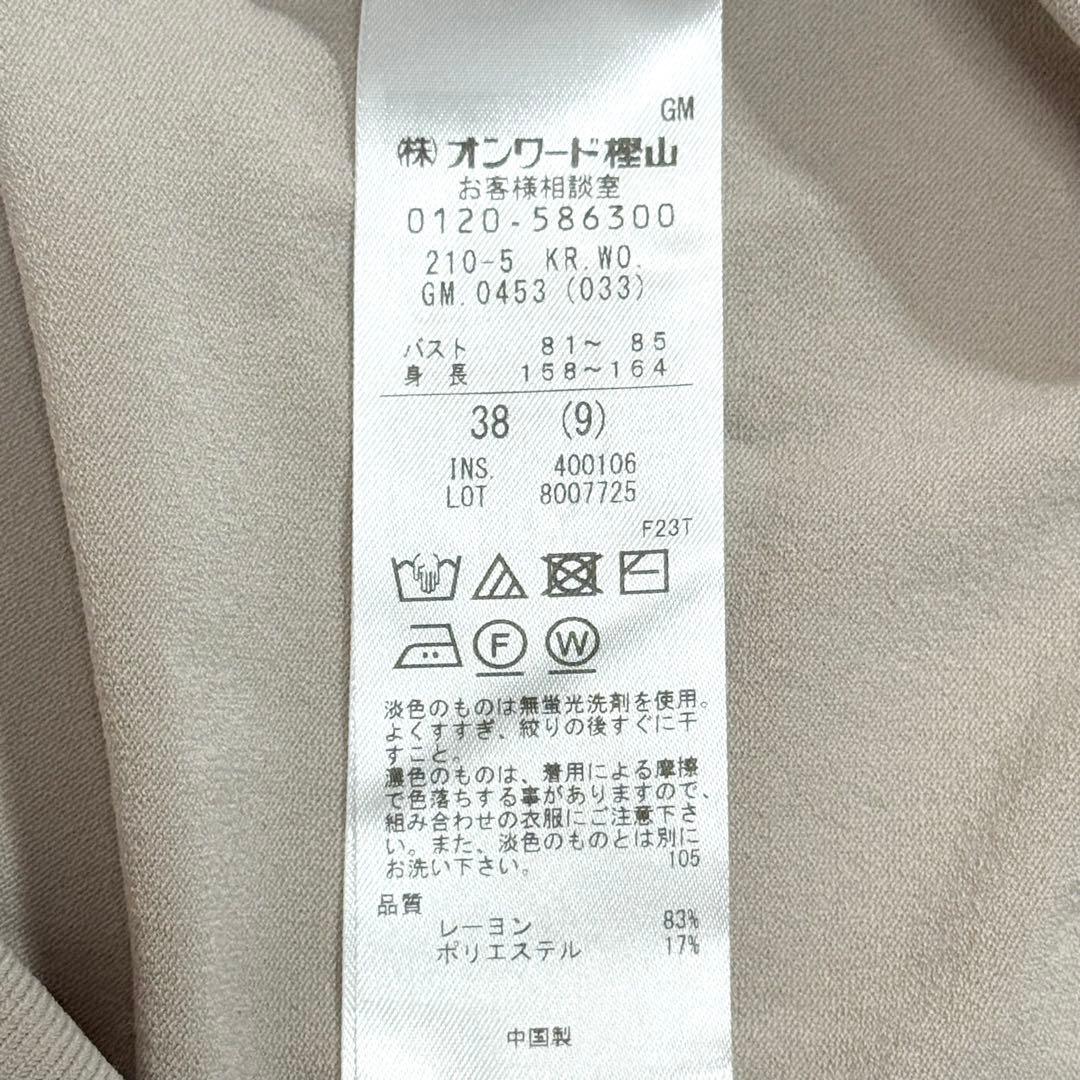 GM
㈱オンワード樫山
お客様相談室
0120-586300
210-5 KR.WO.
GM.0453 (033)
バスト 81～ 85
身 長 158～164
38 (9)
INS. 400106
LOT 8007725
F23T
F W
淡色のものは無蛍光洗剤を使用。
よくすすぎ、絞りの後すぐに干
すこと。
濃色のものは、着用による摩擦
で色落ちする事がありますので、
組み合わせの衣服にご注意下さ
い。また、淡色のものとは別に
お洗い下さい。 105
品質
レーヨン 83%
ポリエステル 17%
中国製